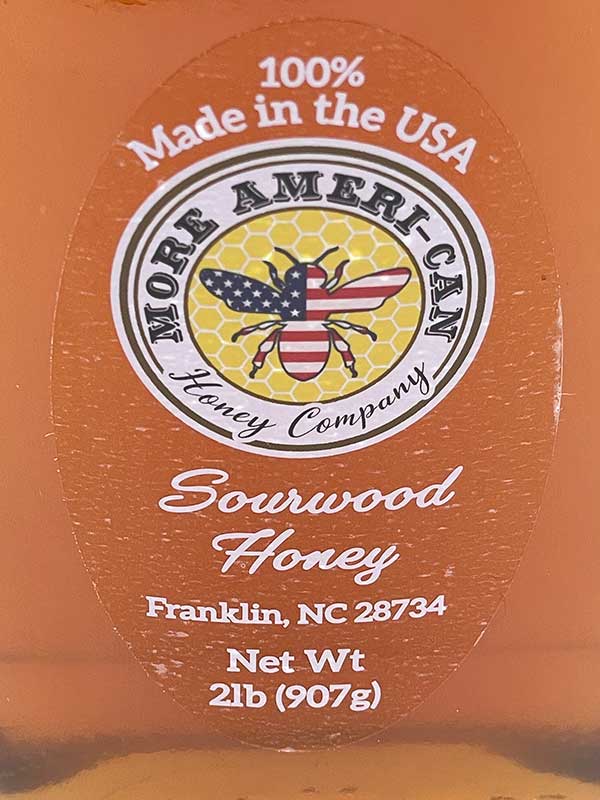 100%
Made in the USA
MORE AMERI-CAN
Honey Company
Sourwood
Honey
Franklin, NC 28734
Net Wt
2lb (907g)